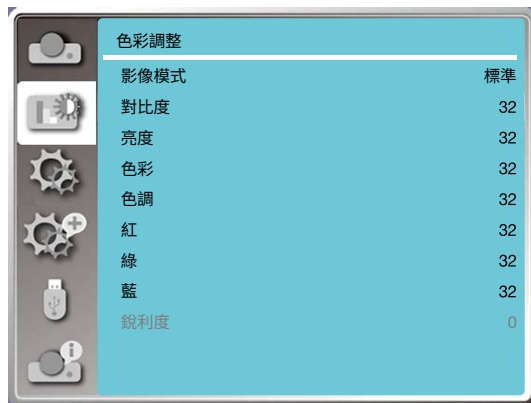 色彩調整
影像模式 標準
對比度 32
亮度 32
色彩 32
色調 32
紅 32
綠 32
藍 32
銳利度 0